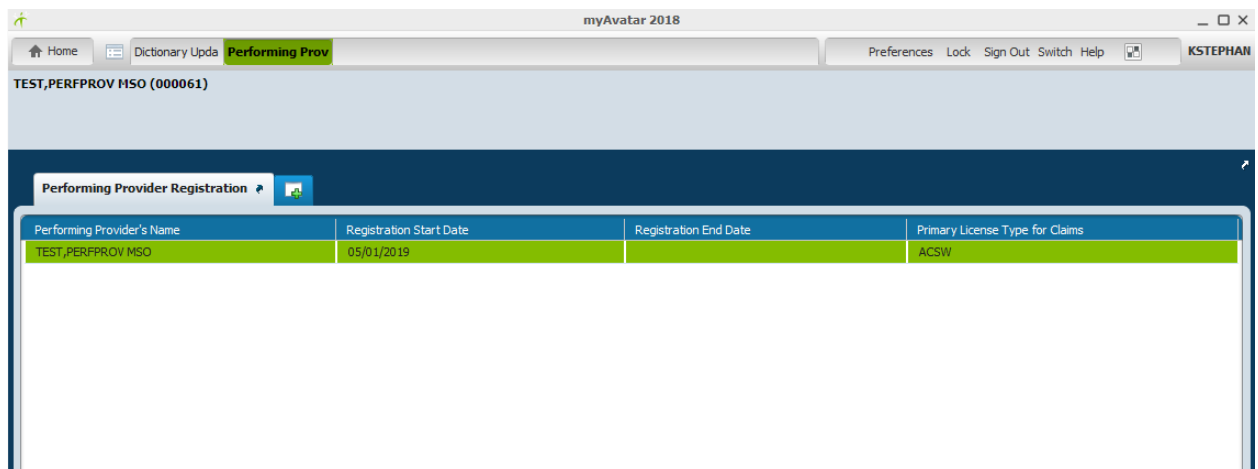 myAvatar 2018
Home Dictionary Upda Performing Prov Preferences Lock Sign Out Switch Help KSTEPHAN
TEST,PERFPROV MSO (000061)
Performing Provider Registration
Performing Provider's Name Registration Start Date Registration End Date Primary License Type for Claims
TEST,PERFPROV MSO 05/01/2019 ACSW